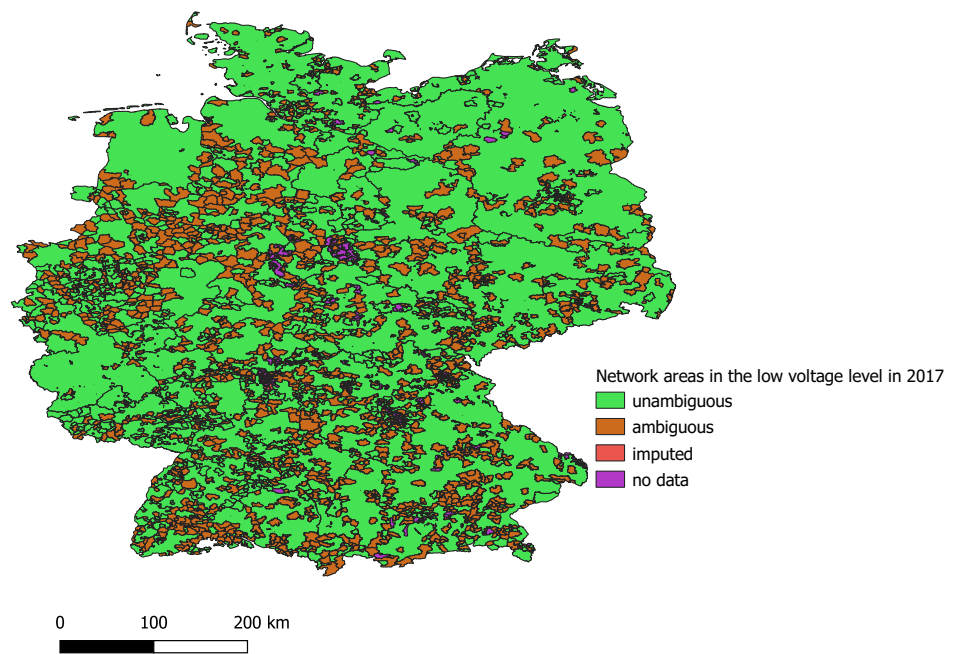 Network areas in the low voltage level in 2017
unambiguous
ambiguous
imputed
no data
0 100 200 km